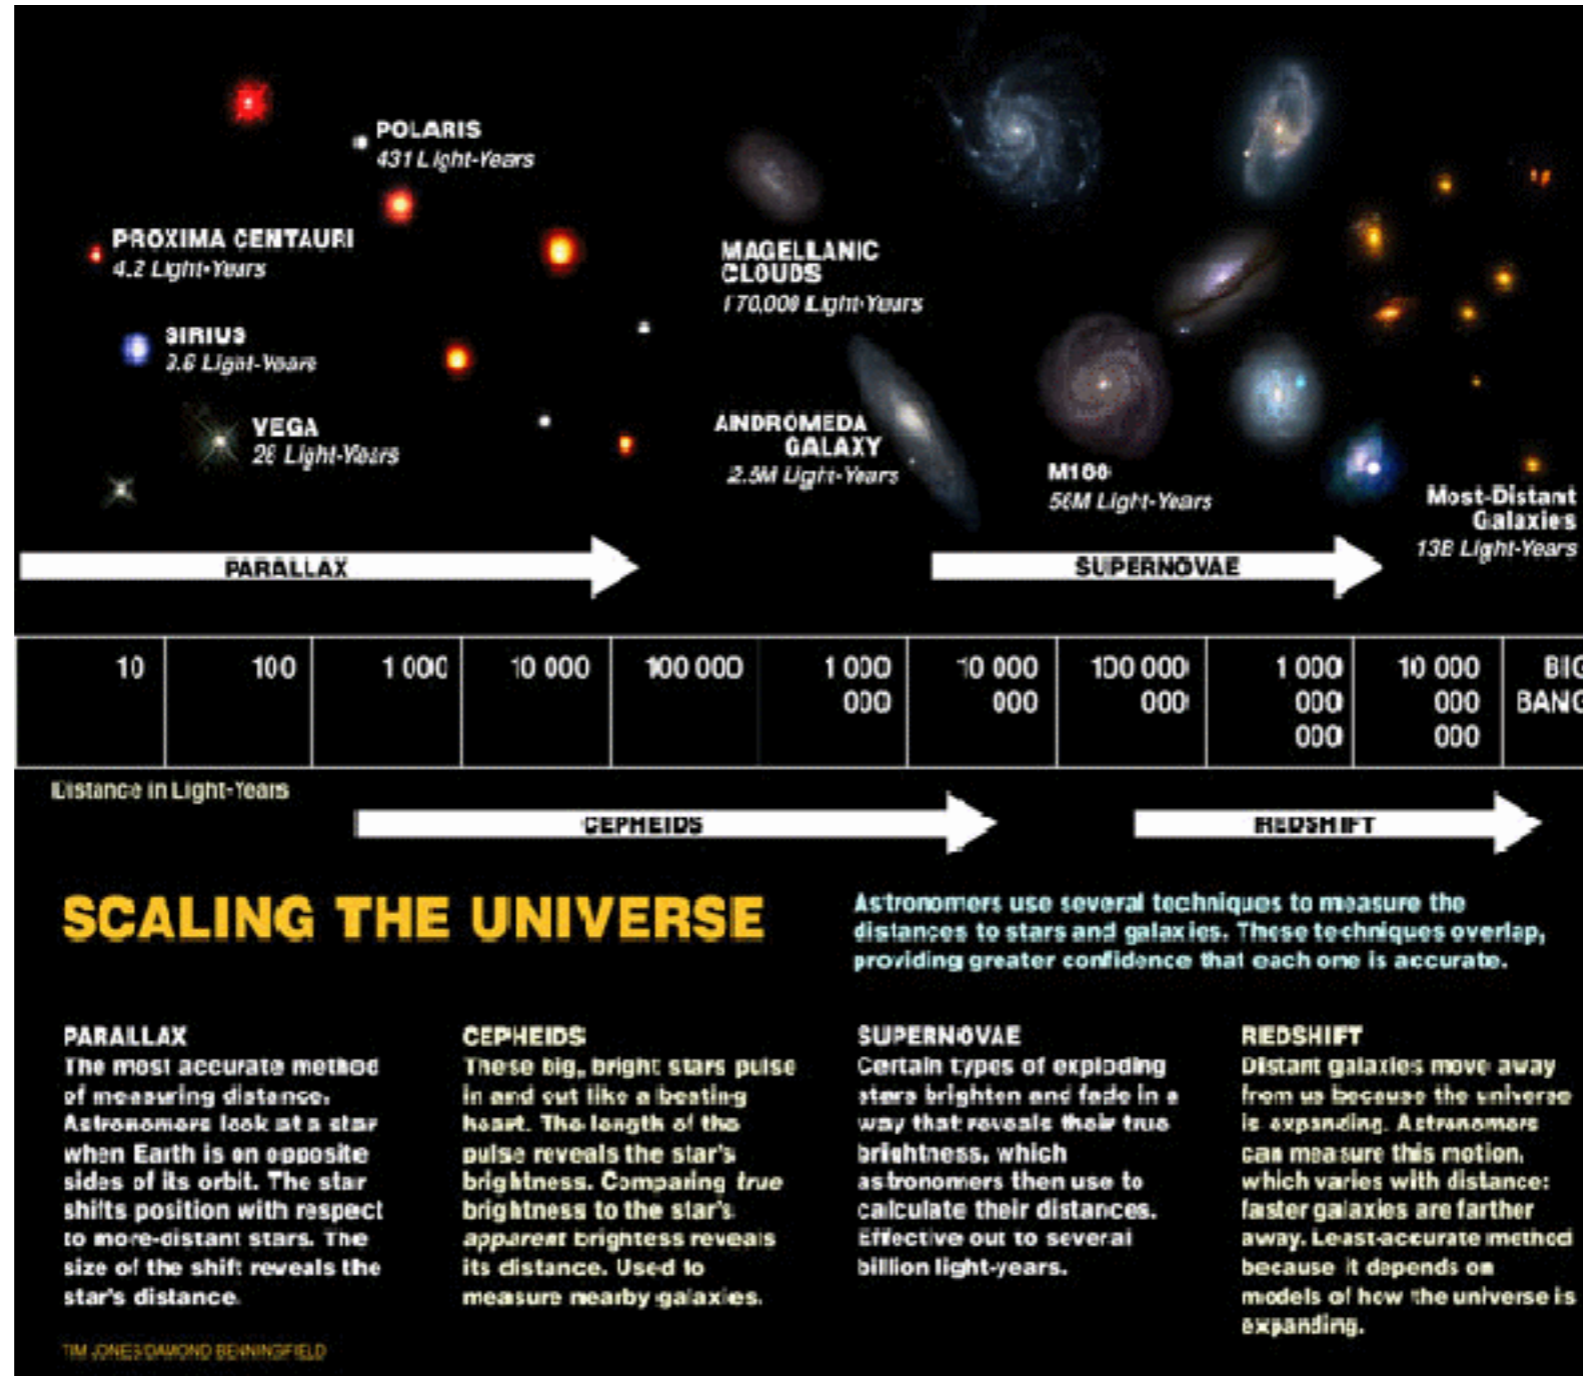 POLARIS
431 Light-Years
PROXIMA CENTAURI
4.2 Light-Years
SIRIUS
Light-Years
VEGA
Light-Years
MAGELLANIC
CLOUDS
170,000 Light-Years
ANDROMEDA
GALAXY
2.5M Light-Years
M100
56M Light-Years
Most-Distant
Galaxies
13B Light-Years
PARALLAX
SUPERNOVAE
10
100
1 000
10 000
100 000
1 000
000
10 000
000
100 000
000
1 000
000
000
10 000
000
000
BIG
BANG
Distance in Light-Years
CEPHEIDS
REDSHIFT
SCALING THE UNIVERSE
Astronomers use several techniques to measure the
distances to stars and galaxies. These techniques overlap,
providing greater confidence that each one is accurate.
PARALLAX
The most accurate method
of measuring distance.
Astronomers look at a star
when Earth is on opposite
sides of its orbit. The star
shifts position with respect
to more-distant stars. The
size of the shift reveals the
star's distance.
CEPHEIDS
These big, bright stars pulse
in and out like a beating
heart. The length of the
pulse reveals the star's
brightness. Comparing true
brightness to the star's
apparent brightess reveals
its distance. Used to
measure nearby galaxies.
SUPERNOVAE
Certain types of exploding
stars brighten and fade in a
way that reveals their true
brightness, which
astronomers then use to
calculate their distances.
Effective out to several
billion light-years.
REDSHIFT
Distant galaxies move away
from us because the universe
is expanding. Astronomers
can measure this motion,
which varies with distance:
faster galaxies are farther
away. Least-accurate method
because it depends on
models of how the universe is
expanding.
TIM JONES/DAMOND BENNINGFIELD